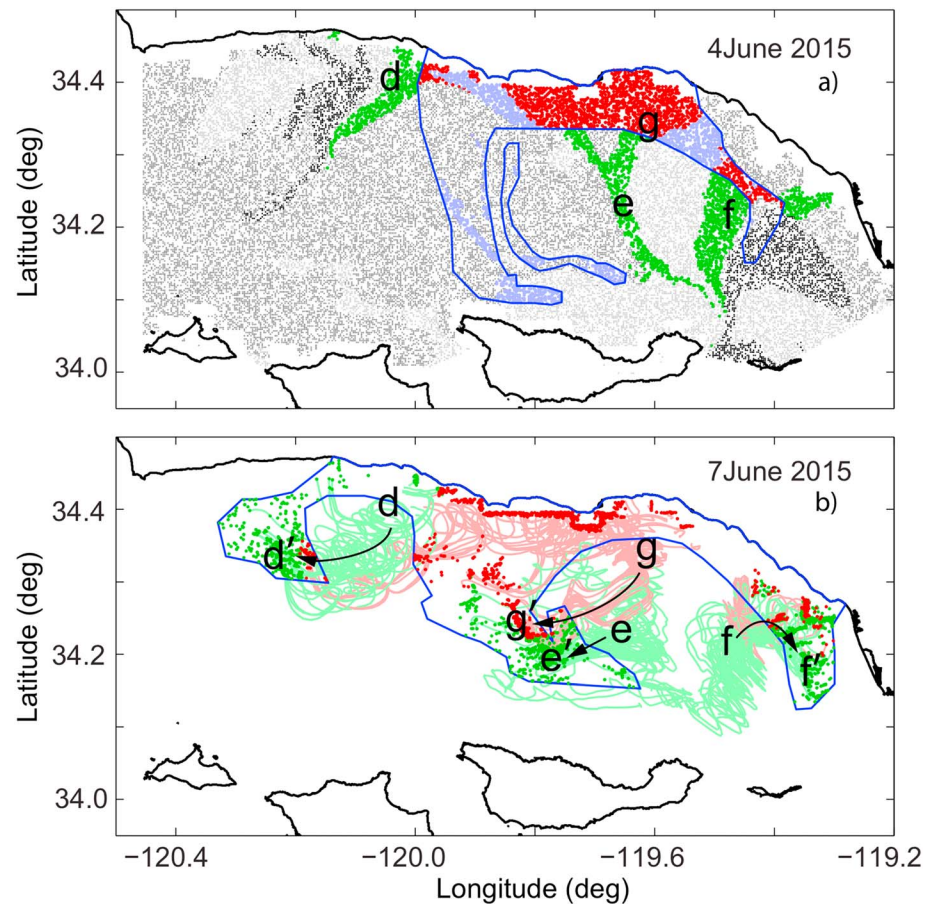 4June 2015
a)
34.4
34.2
34.0
Latitude (deg)
d
g
e
f
7June 2015
b)
34.4
34.2
34.0
Latitude (deg)
d
d′
g
g′
e
e′
f
f′
−120.4
−120.0
−119.6
−119.2
Longitude (deg)